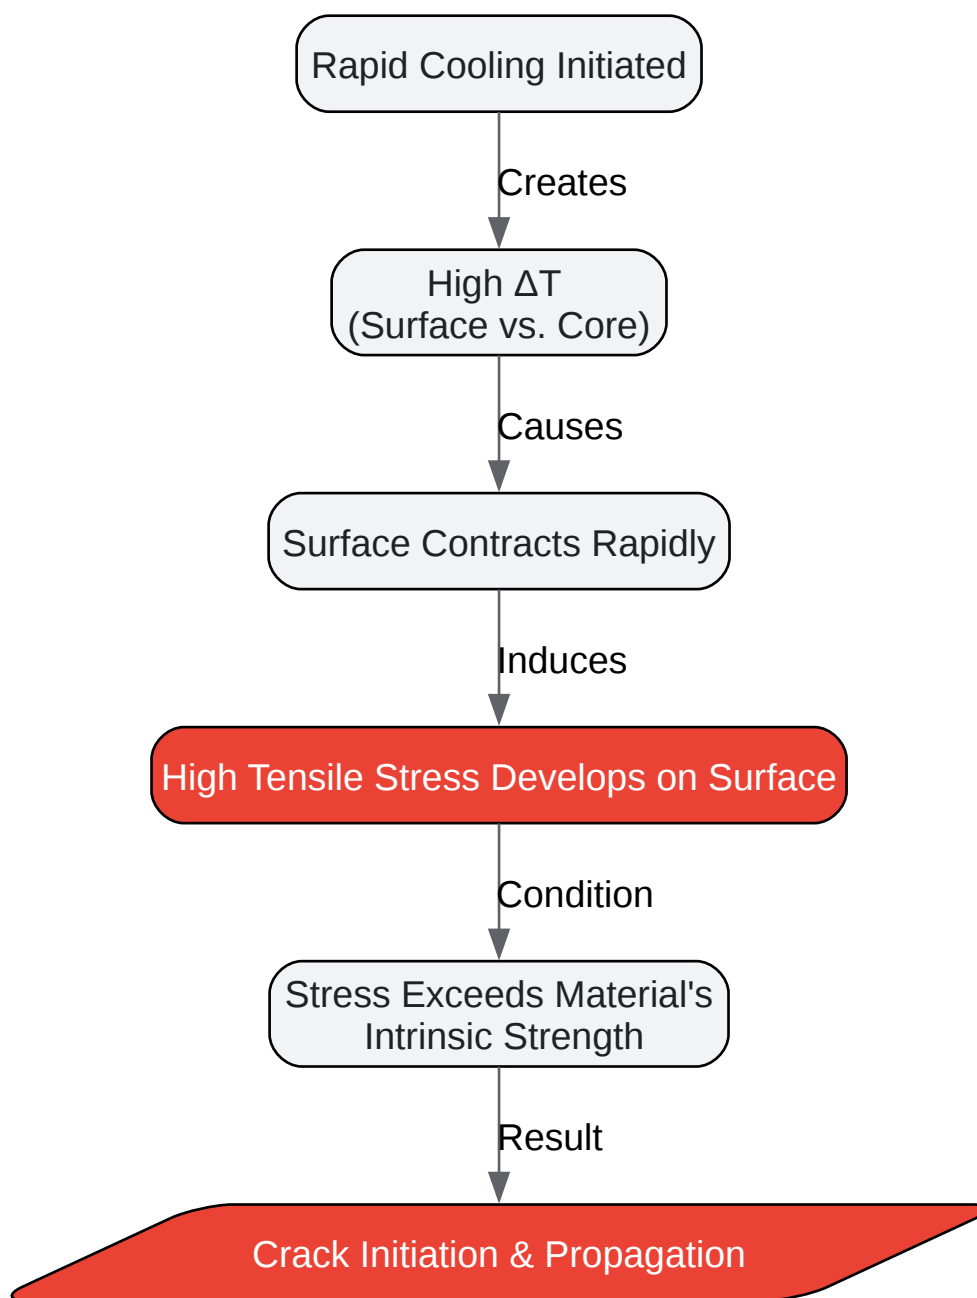 Rapid Cooling Initiated
Creates
High ΔT
(Surface vs. Core)
Causes
Surface Contracts Rapidly
Induces
High Tensile Stress Develops on Surface
Condition
Stress Exceeds Material's
Intrinsic Strength
Result
Crack Initiation & Propagation